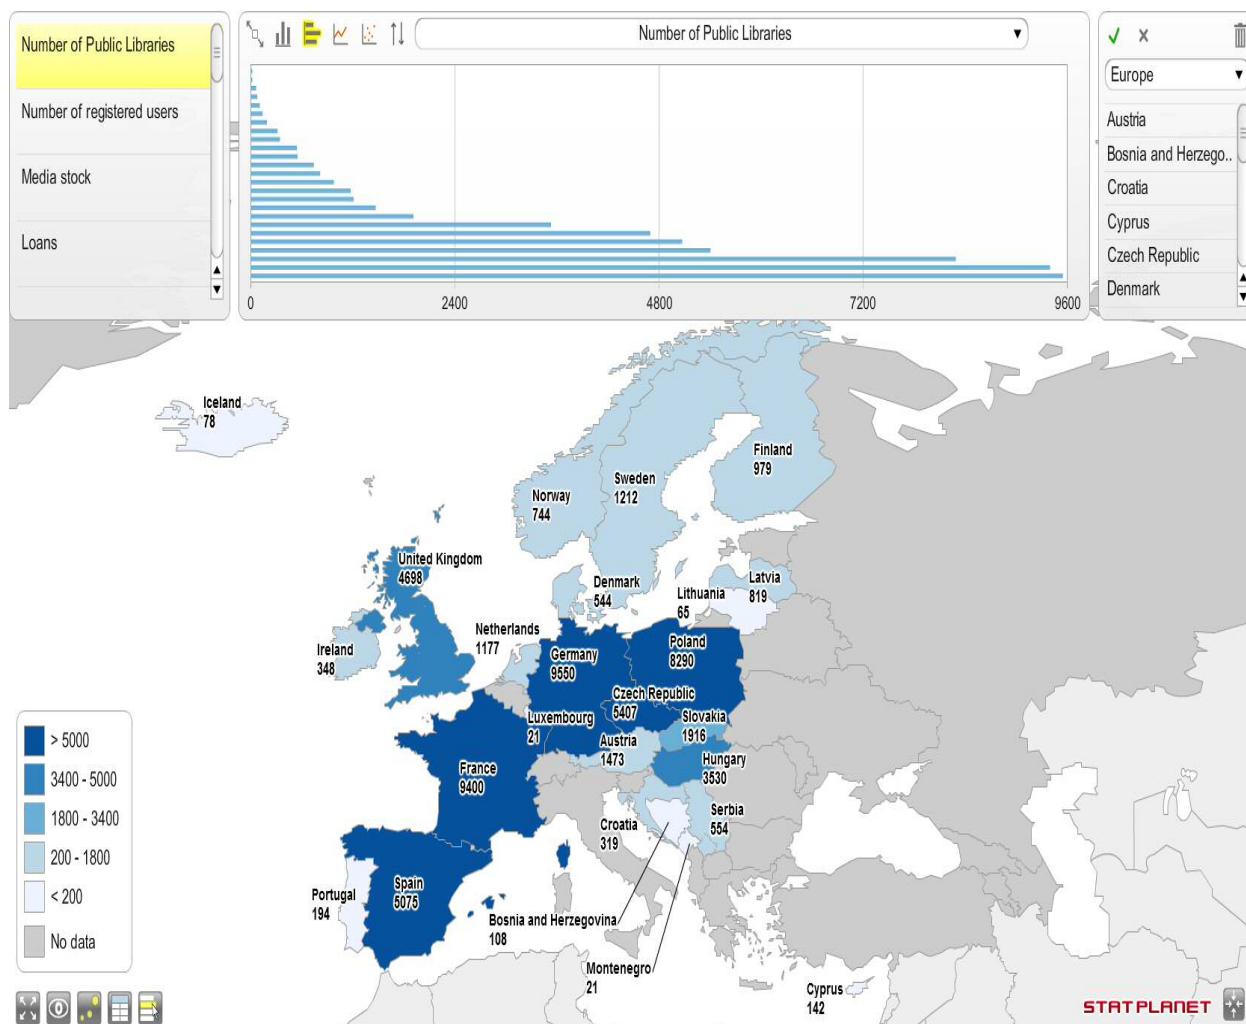 Number of Public Libraries
Number of registered users
Media stock
Loans
Number of Public Libraries
0
2400
4800
7200
9600
Europe
Austria
Bosnia and Herzego..
Croatia
Cyprus
Czech Republic
Denmark
Iceland
78
Finland
979
Sweden
1212
Norway
744
United Kingdom
4698
Denmark
544
Latvia
819
Lithuania
65
Netherlands
1177
Ireland
348
Germany
9550
Poland
8290
Czech Republic
5407
Luxembourg
21
Slovakia
1916
Austria
1473
Hungary
3530
France
9400
Serbia
554
Croatia
319
Spain
5075
Portugal
194
Bosnia and Herzegovina
108
Montenegro
21
Cyprus
142
> 5000
3400 - 5000
1800 - 3400
200 - 1800
< 200
No data
STATPLANET